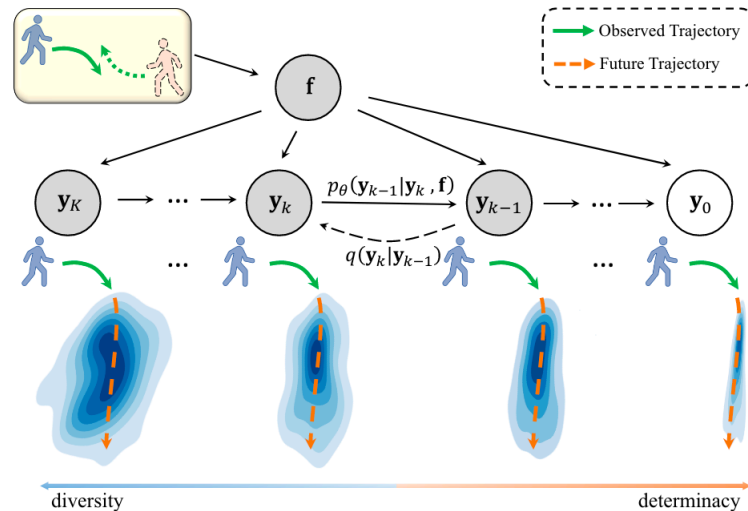 Observed Trajectory
Future Trajectory
f
y_K
...
y_k
p_θ(y_{k−1}|y_k, f)
y_{k−1}
...
y_0
q(y_k|y_{k−1})
...
...
diversity
determinacy